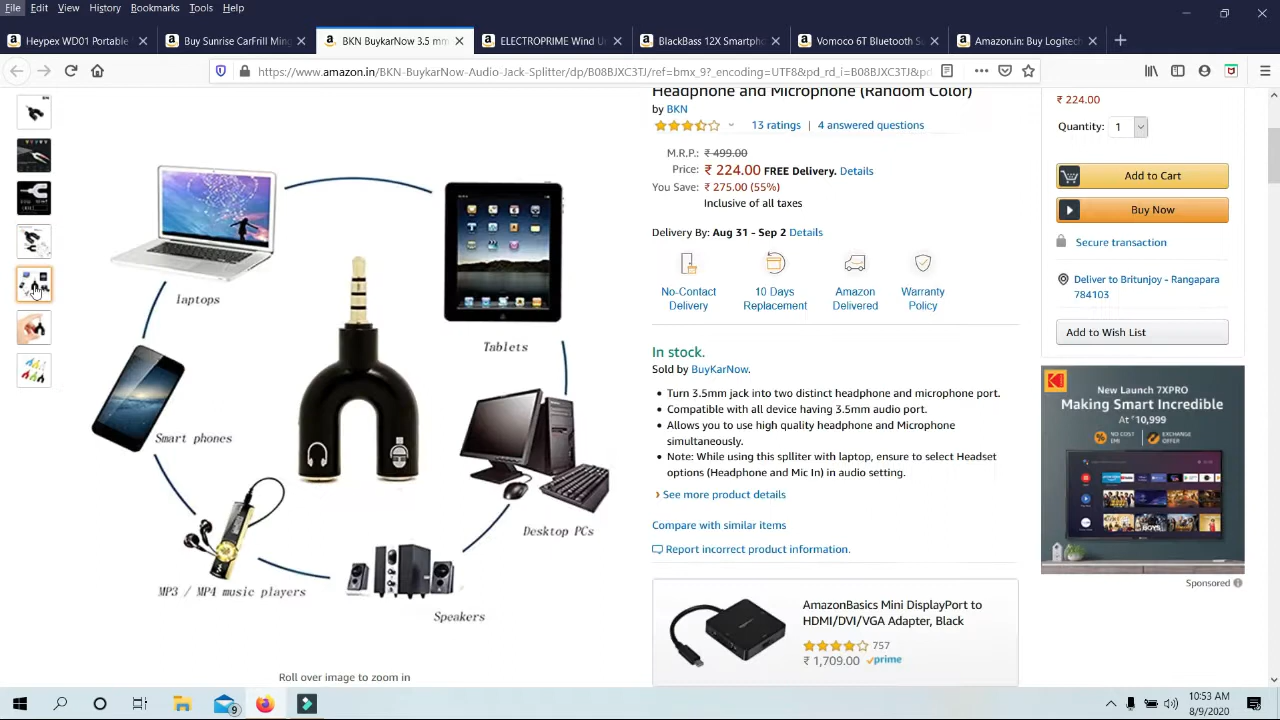 File Edit View History Bookmarks Tools Help
Heypex WD01 Portable
Buy Sunrise CarFrill Min
BKN BuykarNow 3.5 mm
ELECTROPRIME Wind U
BlackBass 12X Smartpho
Vomoco 6T Bluetooth S
Amazon.in: Buy Logitech
https://www.amazon.in/BKN-BuykarNow-Audio-Jack-Splitter/dp/B08BJXC3TJ/ref=bmx_9?_encoding=UTF8&pd_rd_i=B08BJXC3TJ&pd
Headphone and Microphone (Random Color)
by BKN
13 ratings | 4 answered questions
M.R.P.: ₹ 499.00
Price: ₹ 224.00 FREE Delivery. Details
You Save: ₹ 275.00 (55%)
Inclusive of all taxes
Delivery By: Aug 31 - Sep 2 Details
No-Contact Delivery
10 Days Replacement
Amazon Delivered
Warranty Policy
In stock.
Sold by BuyKarNow.
Turn 3.5mm jack into two distinct headphone and microphone port.
Compatible with all device having 3.5mm audio port.
Allows you to use high quality headphone and Microphone
simultaneously.
Note: While using this splliter with laptop, ensure to select Headset
options (Headphone and Mic In) in audio setting.
› See more product details
Compare with similar items
Report incorrect product information.
AmazonBasics Mini DisplayPort to
HDMI/DVI/VGA Adapter, Black
757
₹ 1,709.00 prime
laptops
Tablets
Smart phones
Desktop PCs
MP3 / MP4 music players
Speakers
Roll over image to zoom in
₹ 224.00
Quantity: 1
Add to Cart
Buy Now
Secure transaction
Deliver to Britunjoy - Rangapara
784103
Add to Wish List
New Launch 7XPRO
Making Smart Incredible
At ₹10,999
NO COST EMI
EXCHANGE OFFER
Sponsored
9
10:53 AM
8/9/2020